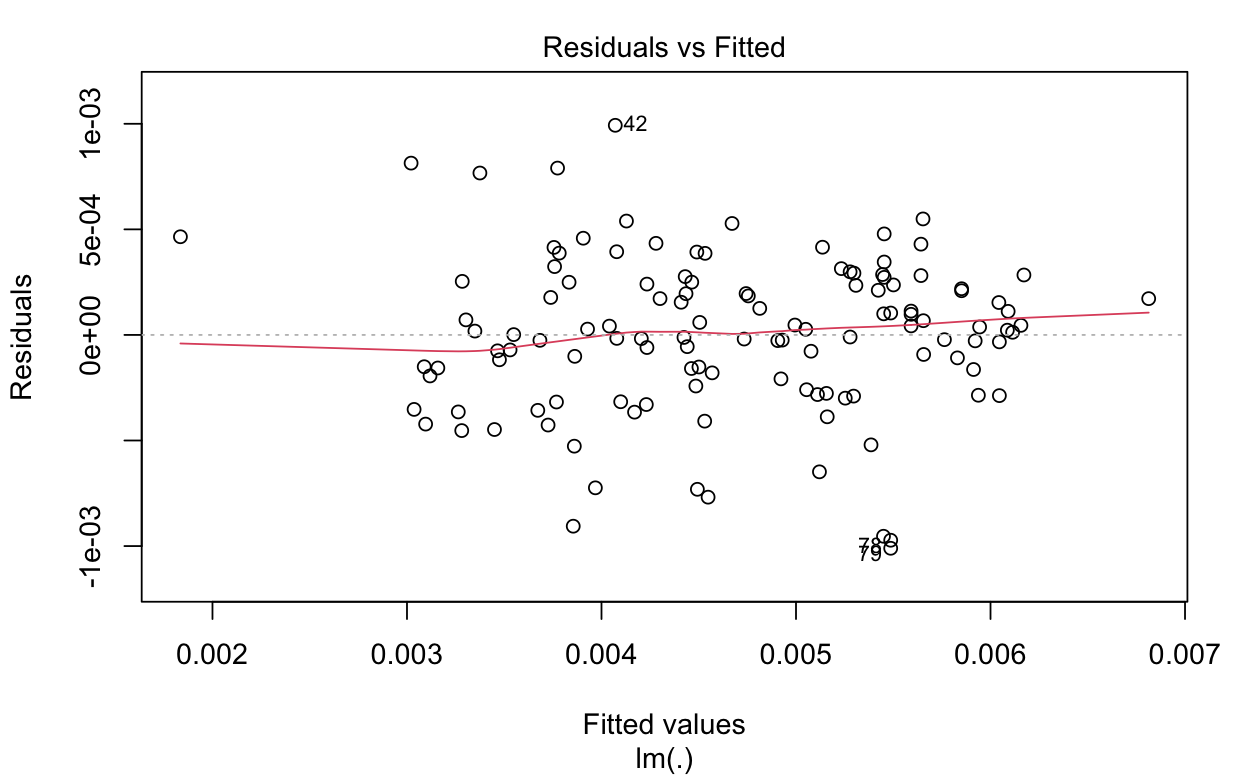 Residuals vs Fitted
Residuals
1e-03
5e-04
0e+00
-1e-03
42
78
79
0.002 0.003 0.004 0.005 0.006 0.007
Fitted values
lm(.)